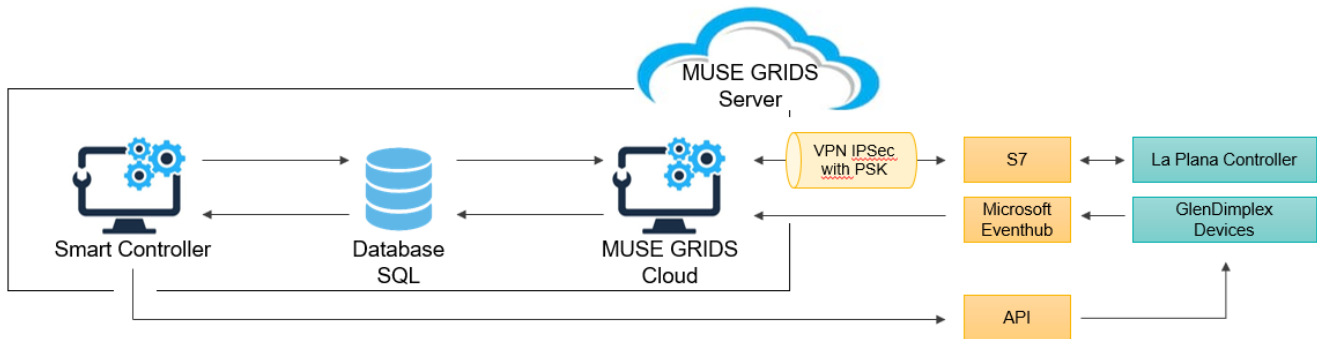 MUSE GRIDS
Server
VPN IPSec
with PSK
S7
La Plana Controller
Microsoft
Eventhub
GlenDimplex
Devices
Smart Controller
Database
SQL
MUSE GRIDS
Cloud
API